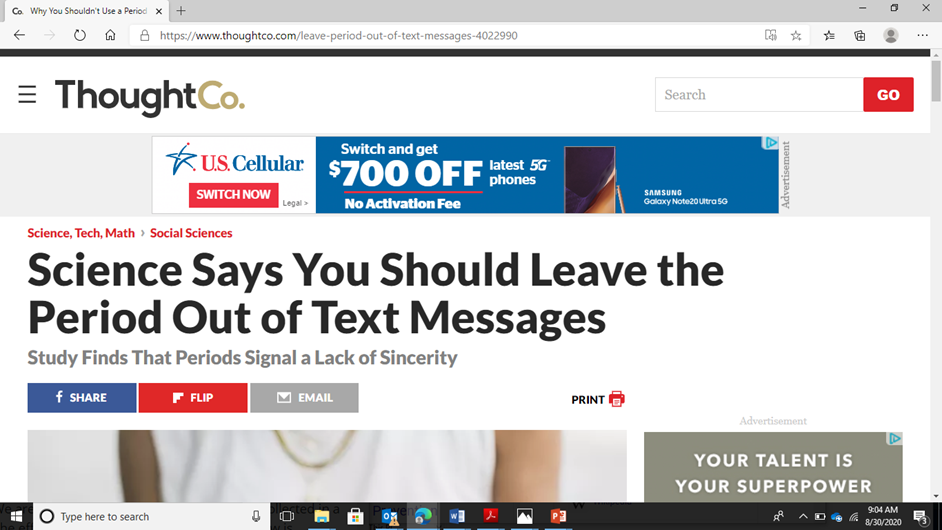 Co. Why You Shouldn't Use a Period
https://www.thoughtco.com/leave-period-out-of-text-messages-4022990
ThoughtCo.
Search
GO
U.S. Cellular
SWITCH NOW
Legal >
Switch and get
$700 OFF
latest 5G
phones
No Activation Fee
SAMSUNG
Galaxy Note20 Ultra 5G
Advertisement
Science, Tech, Math › Social Sciences
Science Says You Should Leave the
Period Out of Text Messages
Study Finds That Periods Signal a Lack of Sincerity
SHARE
FLIP
EMAIL
PRINT
Advertisement
YOUR TALENT IS
YOUR SUPERPOWER
Type here to search
9:04 AM
8/30/2020
3